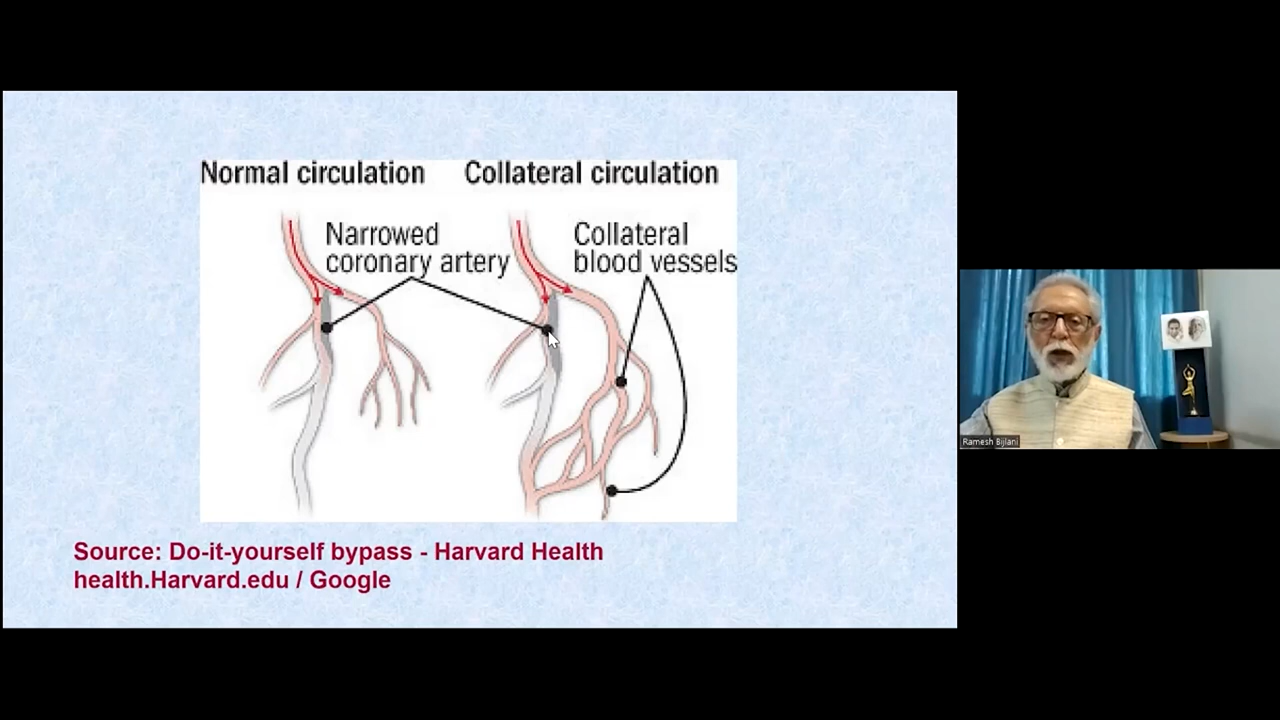 Normal circulation
Collateral circulation
Narrowed
coronary artery
Collateral
blood vessels
Source: Do-it-yourself bypass - Harvard Health
health.Harvard.edu / Google
Ramesh Bijlani